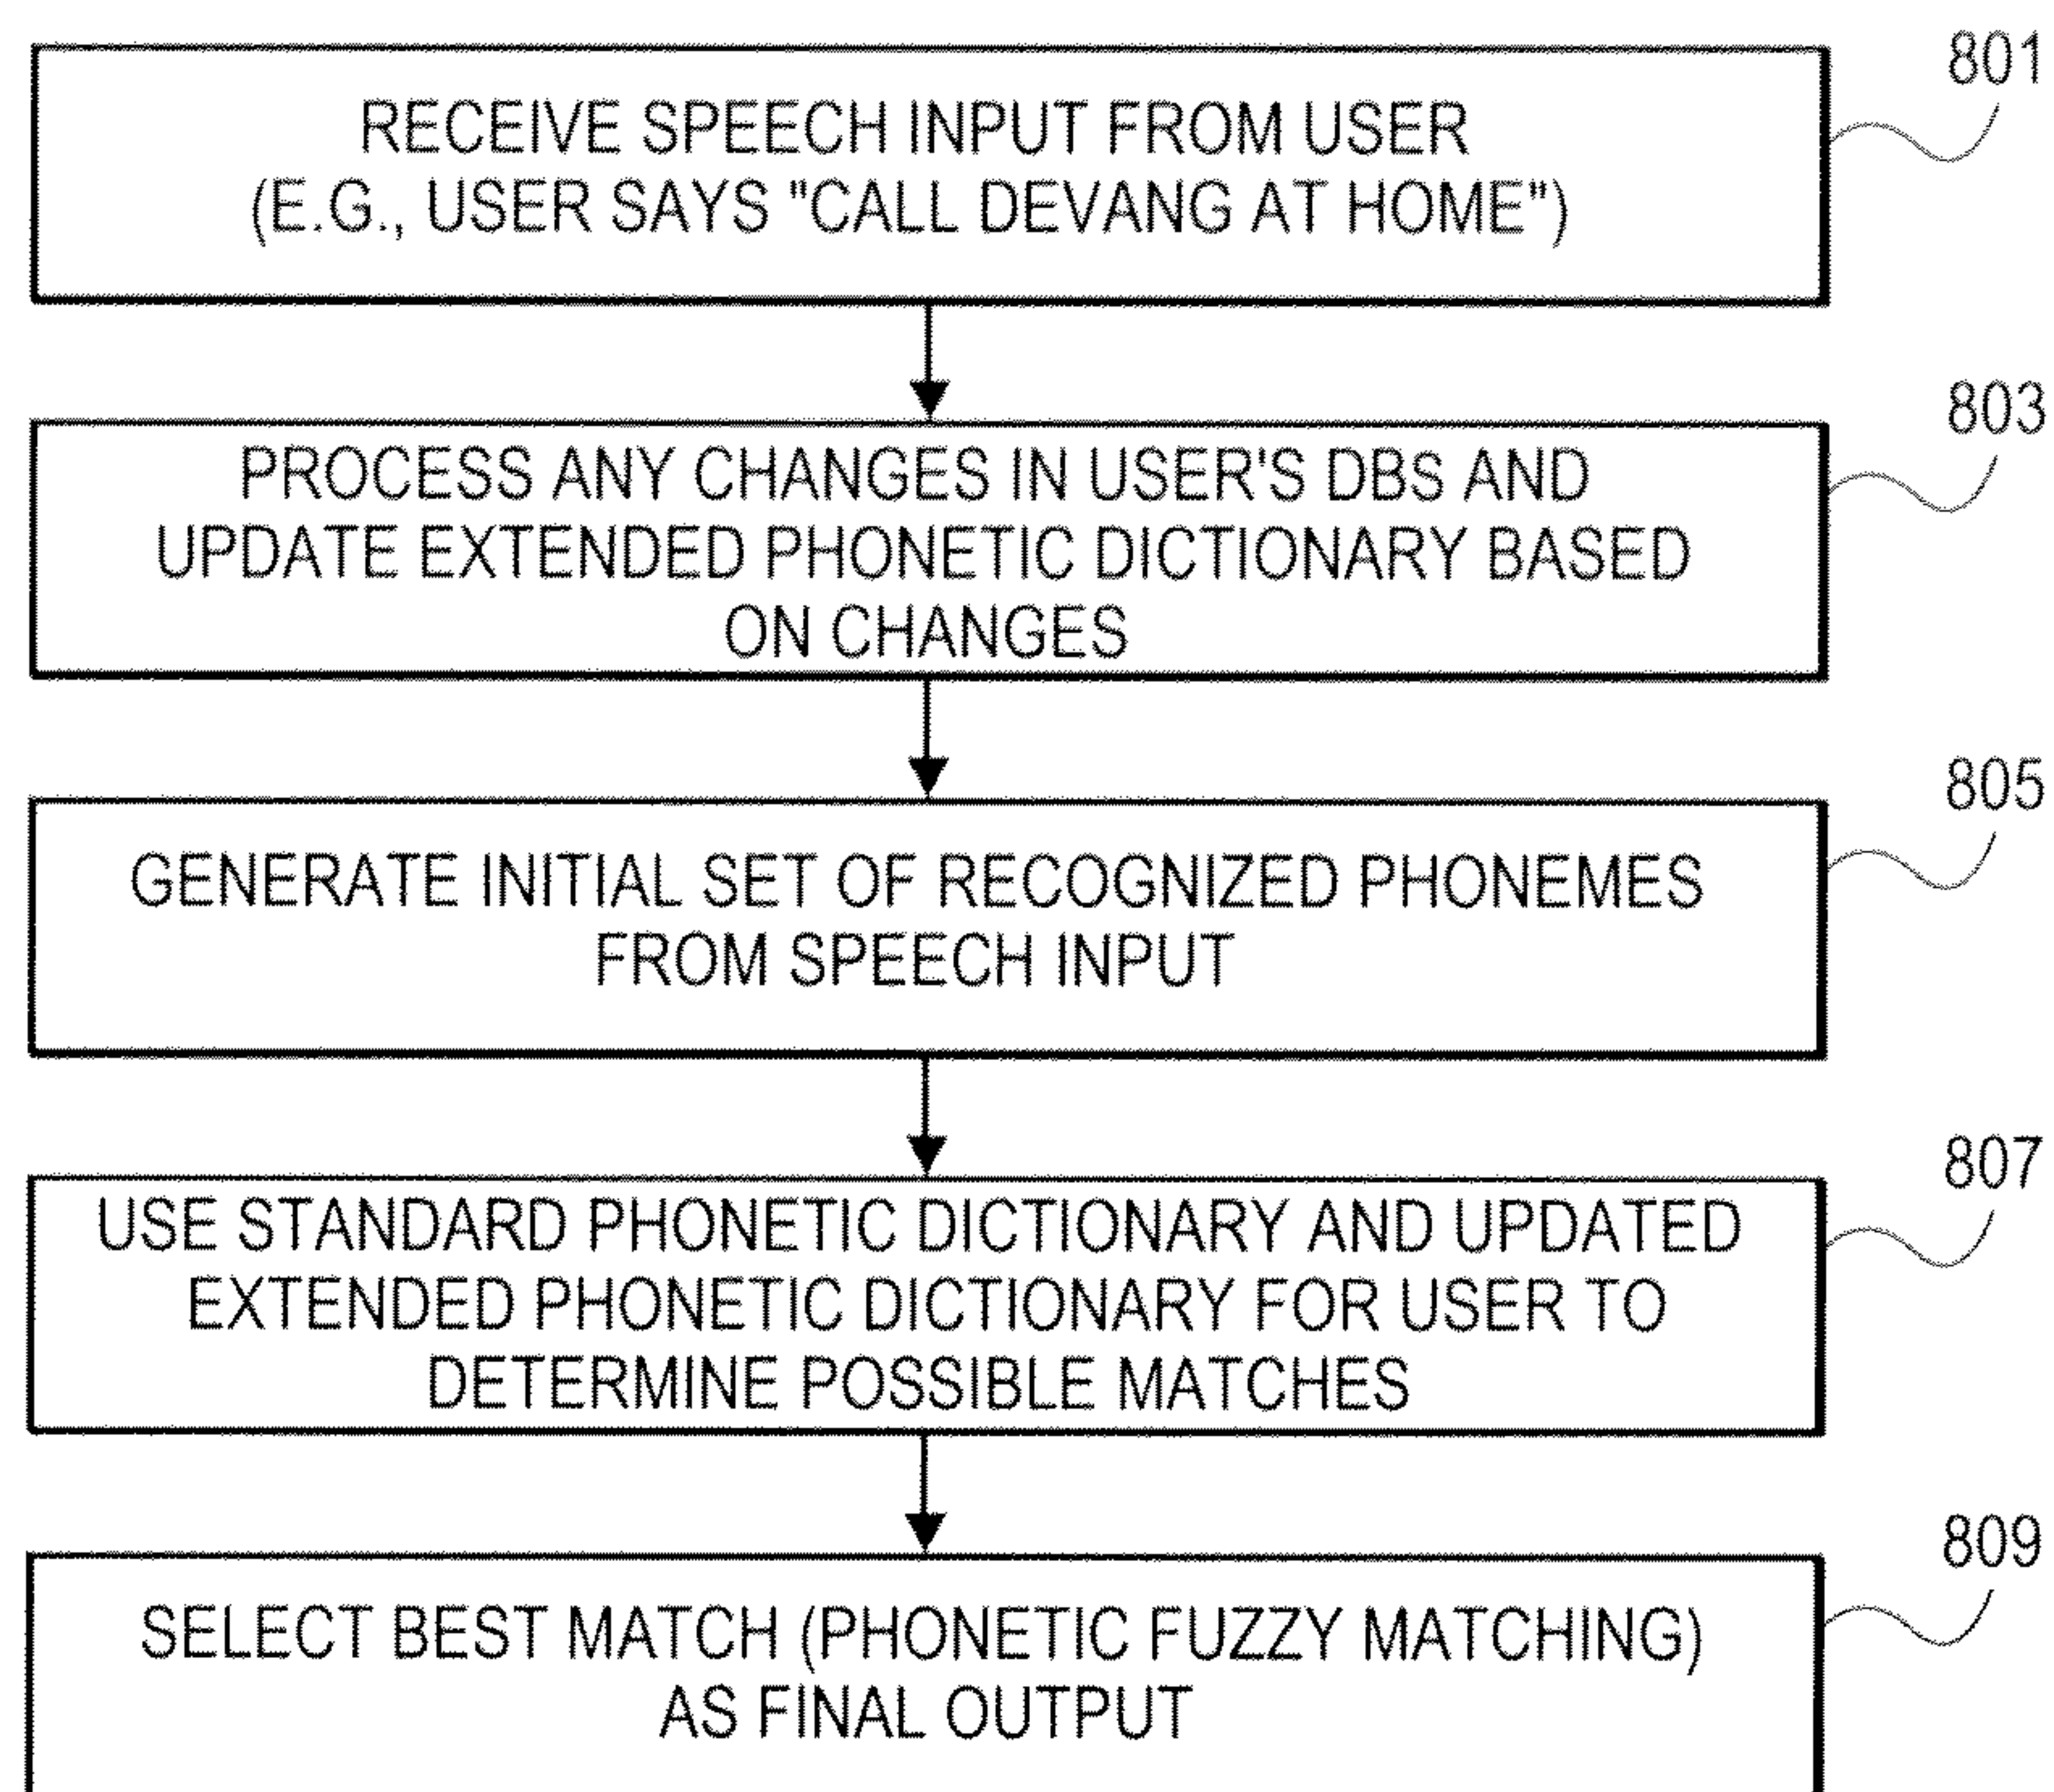 801
RECEIVE SPEECH INPUT FROM USER
(E.G., USER SAYS "CALL DEVANG AT HOME")
803
PROCESS ANY CHANGES IN USER'S DBs AND
UPDATE EXTENDED PHONETIC DICTIONARY BASED
ON CHANGES
805
GENERATE INITIAL SET OF RECOGNIZED PHONEMES
FROM SPEECH INPUT
807
USE STANDARD PHONETIC DICTIONARY AND UPDATED
EXTENDED PHONETIC DICTIONARY FOR USER TO
DETERMINE POSSIBLE MATCHES
809
SELECT BEST MATCH (PHONETIC FUZZY MATCHING)
AS FINAL OUTPUT